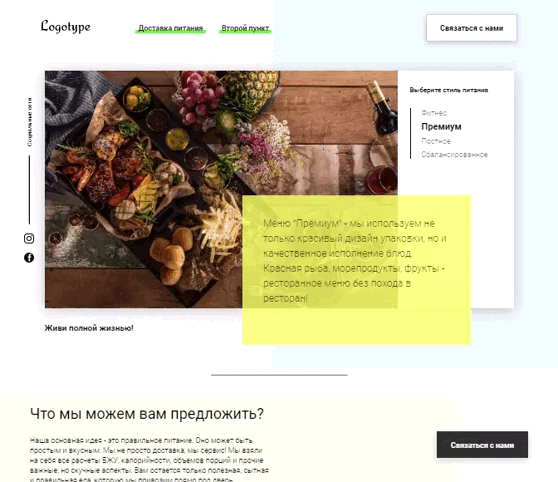 Logotype
Доставка питания
Второй пункт
Связаться с нами
Социальные сети
Выберите стиль питания
Фитнес
Премиум
Постное
Сбалансированное
Меню "Премиум" - мы используем не
только красивый дизайн упаковки, но и
качественное исполнение блюд.
Красная рыба, морепродукты, фрукты -
ресторанное меню без похода в
ресторан!
Живи полной жизнью!
Что мы можем вам предложить?
Наша основная идея - это правильное питание. Оно может быть
простым и вкусным. Мы не просто доставка, мы сервис! Мы взяли
на себя все расчеты БЖУ, калорийности, объемов порций и прочие
важные, но скучные аспекты. Вам остается только полезная, сытная
и правильная еда, которую мы привозим прямо под дверь.
Связаться с нами